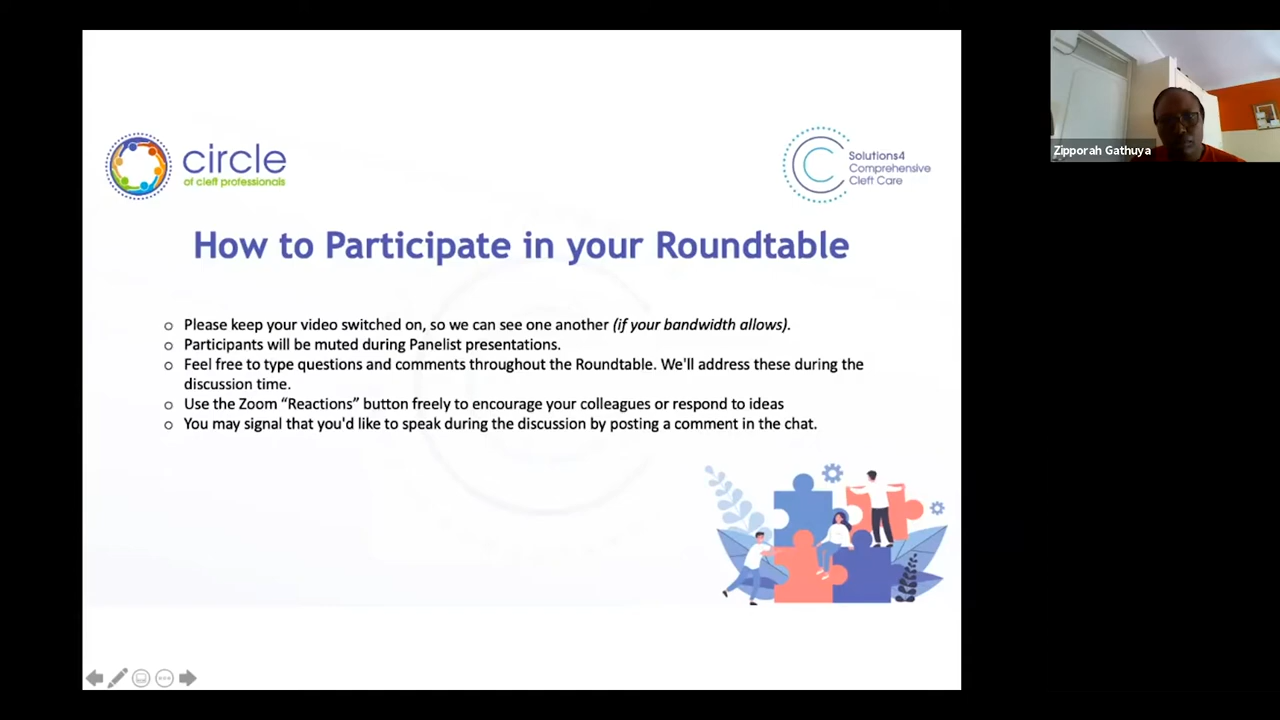 circle
of cleft professionals
Solutions4
Comprehensive
Cleft Care
Zipporah Gathuya
How to Participate in your Roundtable
o Please keep your video switched on, so we can see one another (if your bandwidth allows).
o Participants will be muted during Panelist presentations.
o Feel free to type questions and comments throughout the Roundtable. We'll address these during the
discussion time.
o Use the Zoom “Reactions” button freely to encourage your colleagues or respond to ideas
o You may signal that you'd like to speak during the discussion by posting a comment in the chat.